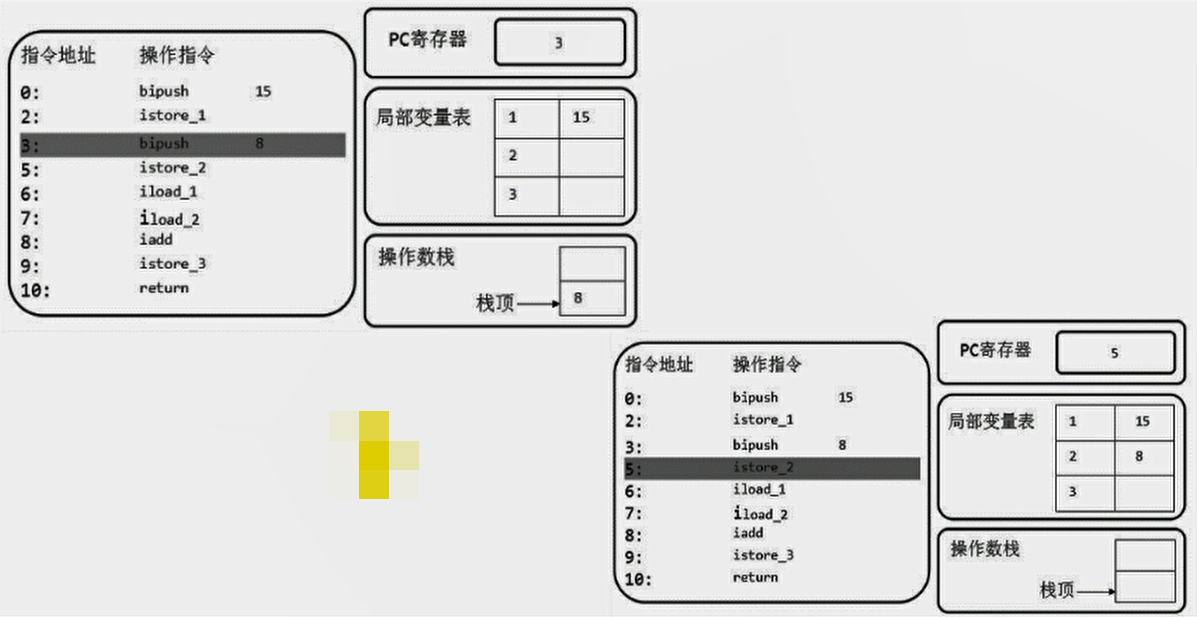 指令地址 操作指令
0: bipush 15
2: istore_1
3: bipush 8
5: istore_2
6: iload_1
7: iload_2
8: iadd
9: istore_3
10: return
PC寄存器 3
局部变量表 1 15
2
3
操作数栈
栈顶 8
指令地址 操作指令
0: bipush 15
2: istore_1
3: bipush 8
5: istore_2
6: iload_1
7: iload_2
8: iadd
9: istore_3
10: return
PC寄存器 5
局部变量表 1 15
2 8
3
操作数栈
栈顶